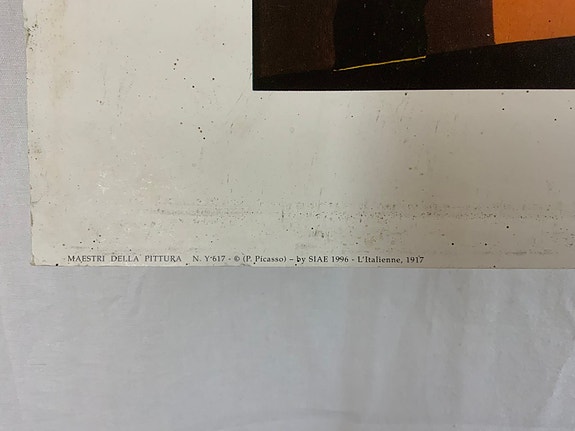 MAESTRI DELLA PITTURA N. Y-617 - © (P. Picasso) – by SIAE 1996 - L'Italienne, 1917